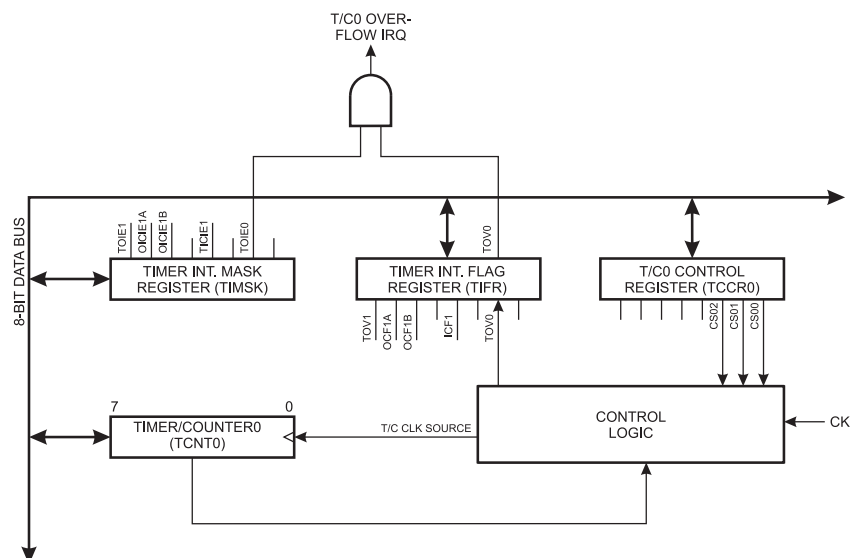 T/C0 OVER-
FLOW IRQ
8-BIT DATA BUS
TOIE1
OICIE1A
OICIE1B
TICIE1
TOIE0
TOV0
TIMER INT. MASK
REGISTER (TIMSK)
TIMER INT. FLAG
REGISTER (TIFR)
T/C0 CONTROL
REGISTER (TCCR0)
TOV1
OCF1A
OCF1B
ICF1
TOV0
CS02
CS01
CS00
7
0
TIMER/COUNTER0
(TCNT0)
T/C CLK SOURCE
CONTROL
LOGIC
CK